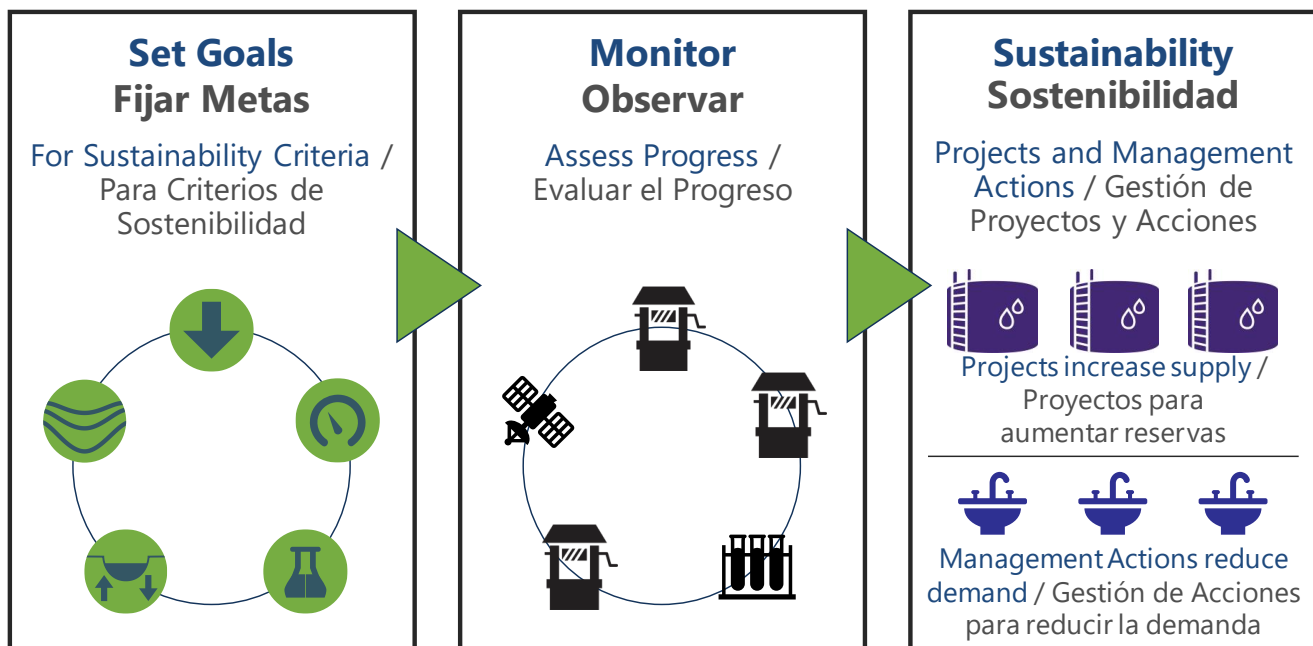 Set Goals
Fijar Metas
For Sustainability Criteria /
Para Criterios de
Sostenibilidad
Monitor
Observar
Assess Progress /
Evaluar el Progreso
Sustainability
Sostenibilidad
Projects and Management
Actions / Gestión de
Proyectos y Acciones
Projects increase supply /
Proyectos para
aumentar reservas
Management Actions reduce
demand / Gestión de Acciones
para reducir la demanda